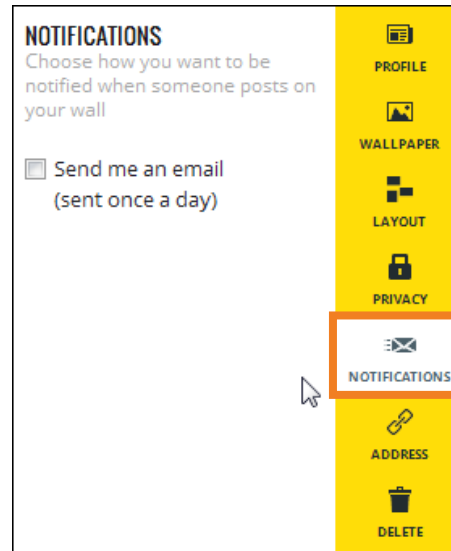 NOTIFICATIONS
Choose how you want to be
notified when someone posts on
your wall
Send me an email
(sent once a day)
PROFILE
WALLPAPER
LAYOUT
PRIVACY
NOTIFICATIONS
ADDRESS
DELETE